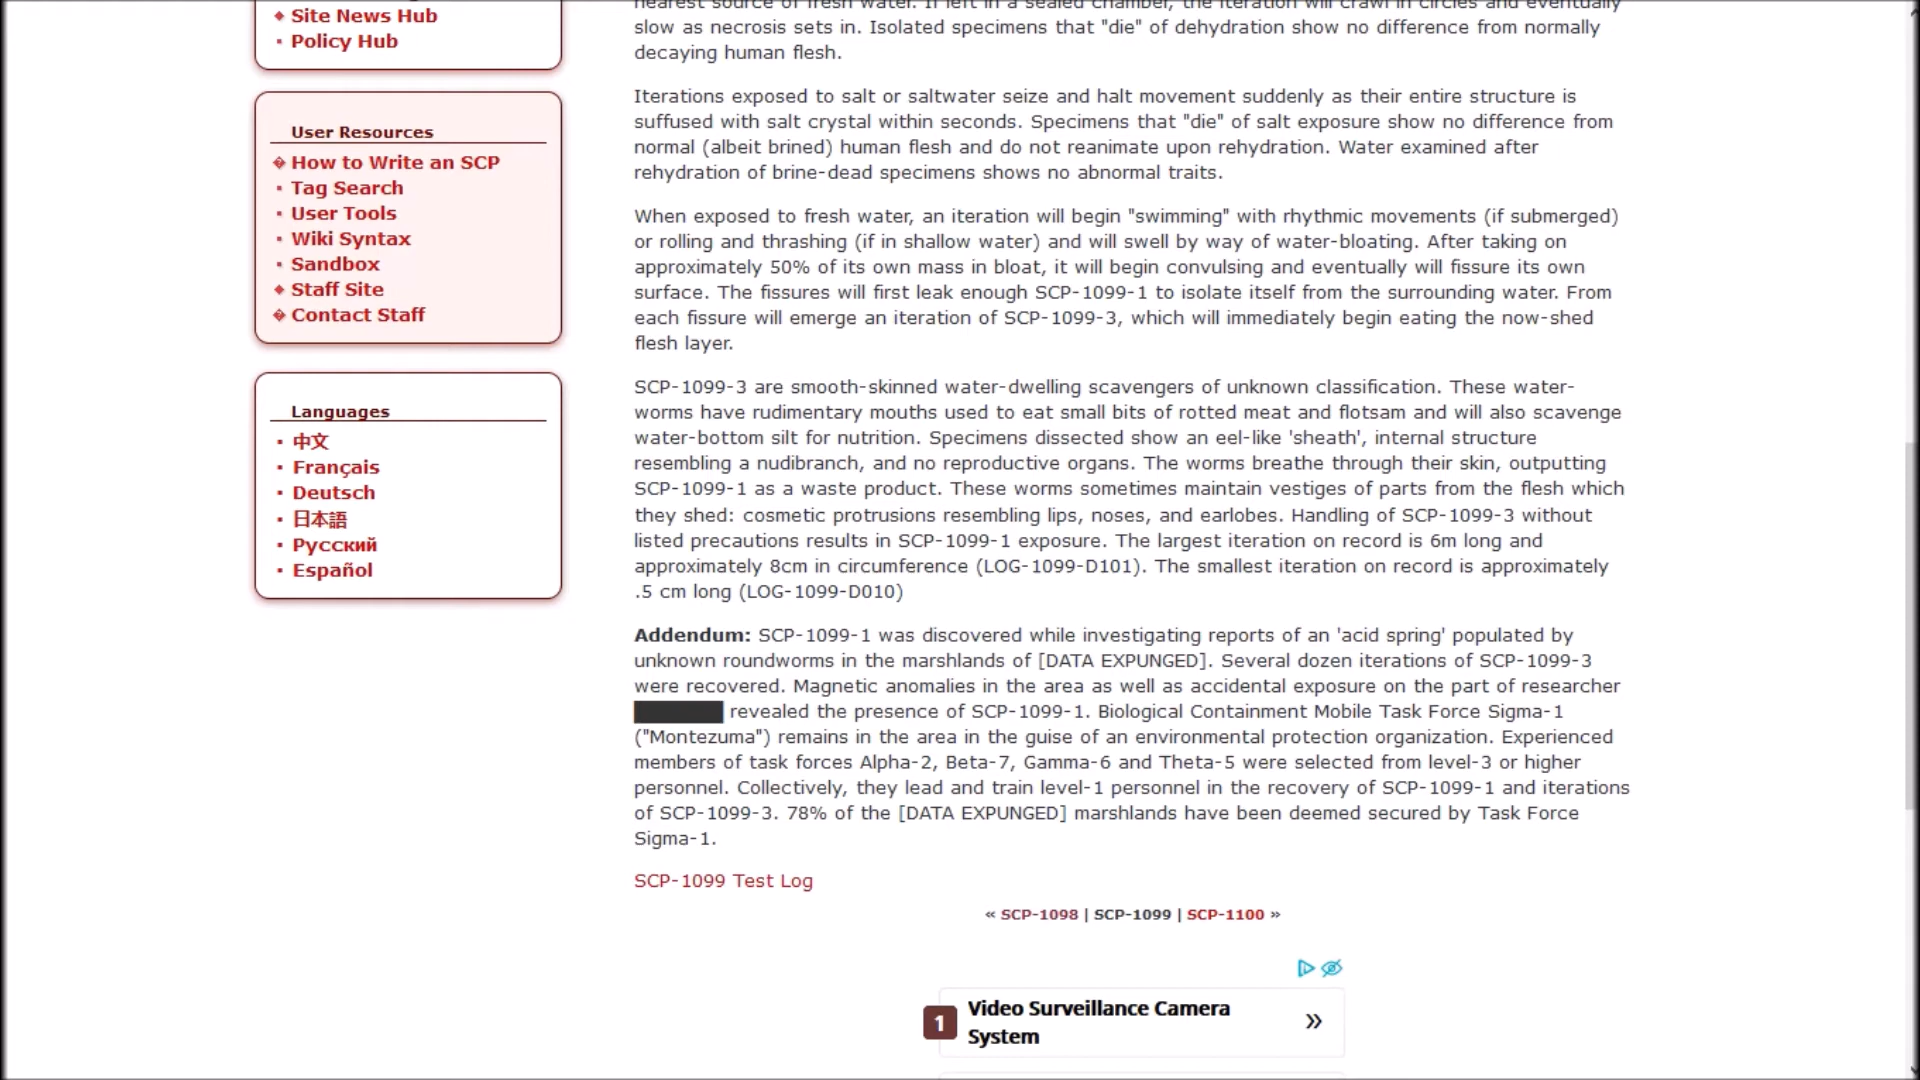 Site News Hub
Policy Hub
User Resources
How to Write an SCP
Tag Search
User Tools
Wiki Syntax
Sandbox
Staff Site
Contact Staff
Languages
中文
Français
Deutsch
日本語
Русский
Español
nearest source of fresh water. If left in a sealed chamber, the iteration will crawl in circles and eventually
slow as necrosis sets in. Isolated specimens that "die" of dehydration show no difference from normally
decaying human flesh.
Iterations exposed to salt or saltwater seize and halt movement suddenly as their entire structure is
suffused with salt crystal within seconds. Specimens that "die" of salt exposure show no difference from
normal (albeit brined) human flesh and do not reanimate upon rehydration. Water examined after
rehydration of brine-dead specimens shows no abnormal traits.
When exposed to fresh water, an iteration will begin "swimming" with rhythmic movements (if submerged)
or rolling and thrashing (if in shallow water) and will swell by way of water-bloating. After taking on
approximately 50% of its own mass in bloat, it will begin convulsing and eventually will fissure its own
surface. The fissures will first leak enough SCP-1099-1 to isolate itself from the surrounding water. From
each fissure will emerge an iteration of SCP-1099-3, which will immediately begin eating the now-shed
flesh layer.
SCP-1099-3 are smooth-skinned water-dwelling scavengers of unknown classification. These water-
worms have rudimentary mouths used to eat small bits of rotted meat and flotsam and will also scavenge
water-bottom silt for nutrition. Specimens dissected show an eel-like 'sheath', internal structure
resembling a nudibranch, and no reproductive organs. The worms breathe through their skin, outputting
SCP-1099-1 as a waste product. These worms sometimes maintain vestiges of parts from the flesh which
they shed: cosmetic protrusions resembling lips, noses, and earlobes. Handling of SCP-1099-3 without
listed precautions results in SCP-1099-1 exposure. The largest iteration on record is 6m long and
approximately 8cm in circumference (LOG-1099-D101). The smallest iteration on record is approximately
.5 cm long (LOG-1099-D010)
Addendum: SCP-1099-1 was discovered while investigating reports of an 'acid spring' populated by
unknown roundworms in the marshlands of [DATA EXPUNGED]. Several dozen iterations of SCP-1099-3
were recovered. Magnetic anomalies in the area as well as accidental exposure on the part of researcher
████████ revealed the presence of SCP-1099-1. Biological Containment Mobile Task Force Sigma-1
("Montezuma") remains in the area in the guise of an environmental protection organization. Experienced
members of task forces Alpha-2, Beta-7, Gamma-6 and Theta-5 were selected from level-3 or higher
personnel. Collectively, they lead and train level-1 personnel in the recovery of SCP-1099-1 and iterations
of SCP-1099-3. 78% of the [DATA EXPUNGED] marshlands have been deemed secured by Task Force
Sigma-1.
SCP-1099 Test Log
« SCP-1098 | SCP-1099 | SCP-1100 »
1 Video Surveillance Camera
System »